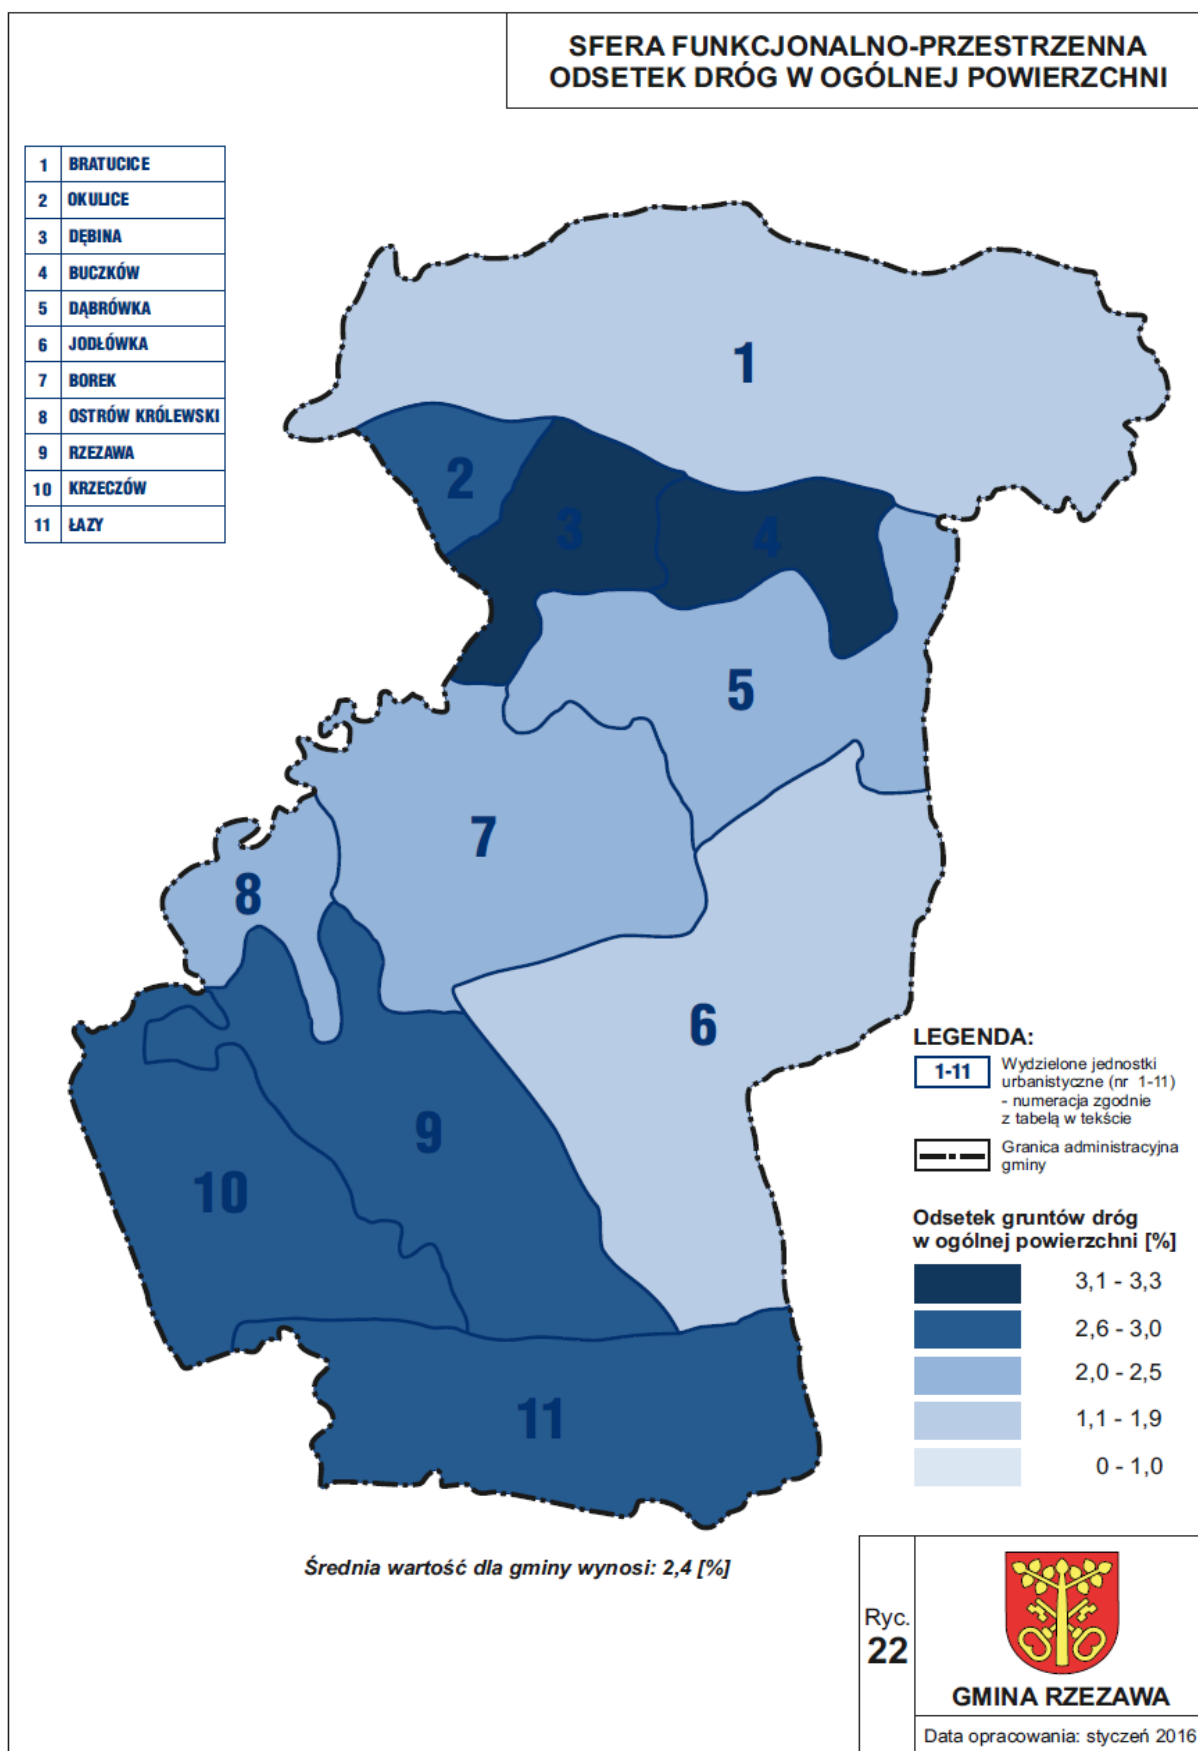 SFERA FUNKCJONALNO-PRZESTRZENNA
ODSETEK DRÓG W OGÓLNEJ POWIERZCHNI
1 BRATUCICE
2 OKULICE
3 DĘBINA
4 BUCZKÓW
5 DĄBRÓWKA
6 JODŁÓWKA
7 BOREK
8 OSTRÓW KRÓLEWSKI
9 RZEZAWA
10 KRZECZÓW
11 ŁAZY
1
2
3
4
5
7
8
6
9
10
11
LEGENDA:
1-11 Wydzielone jednostki
urbanistyczne (nr 1-11)
- numeracja zgodnie
z tabelą w tekście
Granica administracyjna
gminy
Odsetek gruntów dróg
w ogólnej powierzchni [%]
3,1 - 3,3
2,6 - 3,0
2,0 - 2,5
1,1 - 1,9
0 - 1,0
Średnia wartość dla gminy wynosi: 2,4 [%]
Ryc.
22
GMINA RZEZAWA
Data opracowania: styczeń 2016